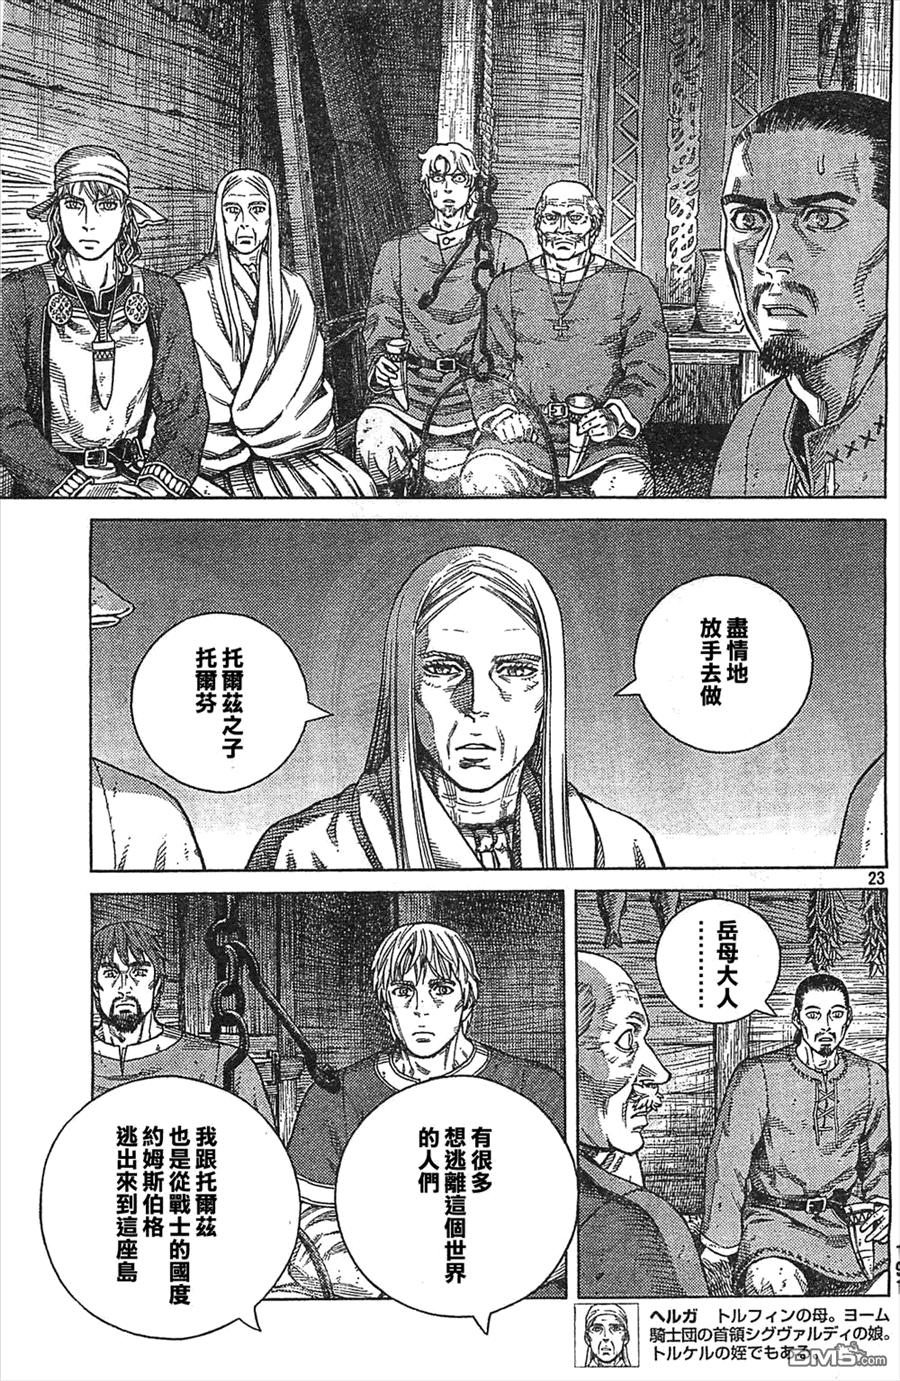 盡情地
放手去做
托爾茲之子
托爾芬
23
岳母大人
………
有很多
想逃離這個世界
的人們
我跟托爾茲
也是從戰士的國度
約姆斯伯格
逃出來到這座島
191
ヘルガ　トルフィンの母。ヨーム
騎士団の首領シグヴァルディの娘。
トルケルの姪でもある
DM5.com